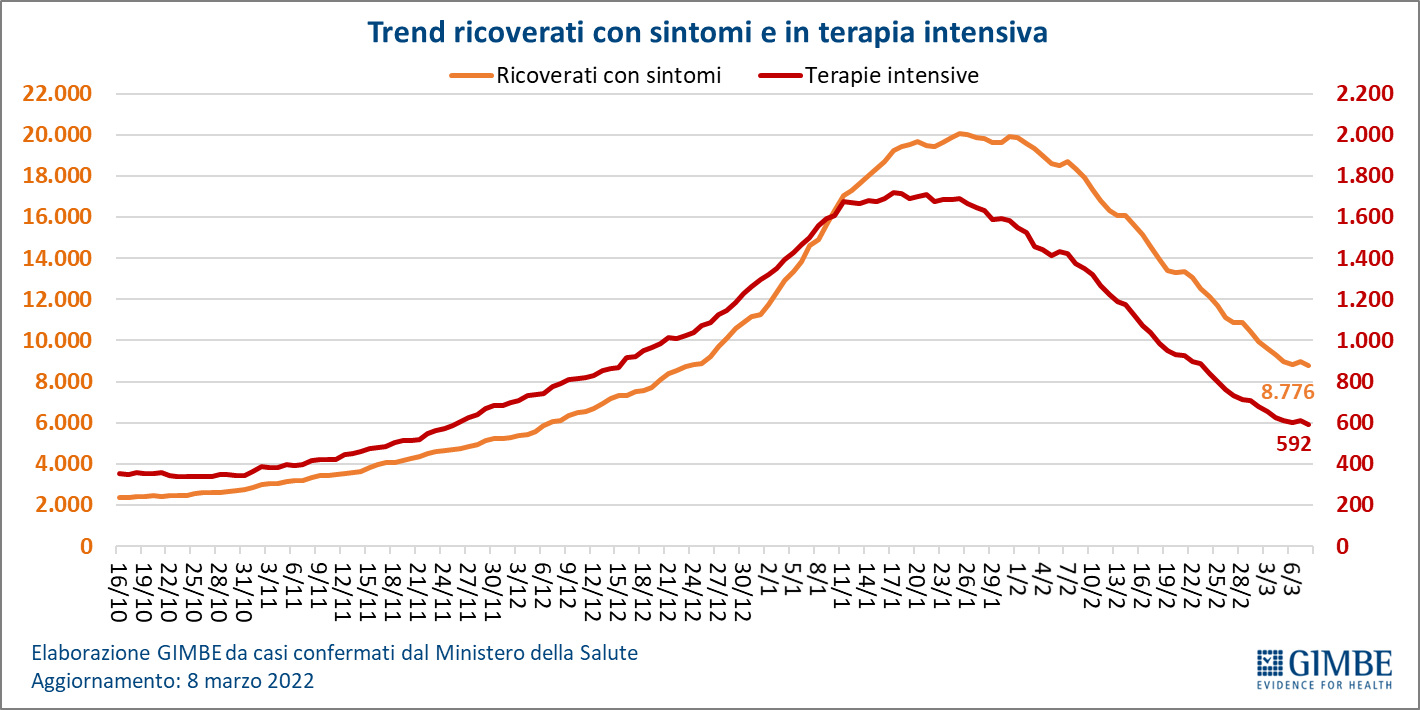 Trend ricoverati con sintomi e in terapia intensiva
Ricoverati con sintomi Terapie intensive
22.000 2.200
20.000 2.000
18.000 1.800
16.000 1.600
14.000 1.400
12.000 1.200
10.000 1.000
8.000 800
8.776
6.000 600
592
4.000 400
2.000 200
0 0
16/10 19/10 22/10 25/10 28/10 31/10 3/11 6/11 9/11 12/11 15/11 18/11 21/11 24/11 27/11 30/11 3/12 6/12 9/12 12/12 15/12 18/12 21/12 24/12 27/12 30/12 2/1 5/1 8/1 11/1 14/1 17/1 20/1 23/1 26/1 29/1 1/2 4/2 7/2 10/2 13/2 16/2 19/2 22/2 25/2 28/2 3/3 6/3
Elaborazione GIMBE da casi confermati dal Ministero della Salute
Aggiornamento: 8 marzo 2022
GIMBE
EVIDENCE FOR HEALTH